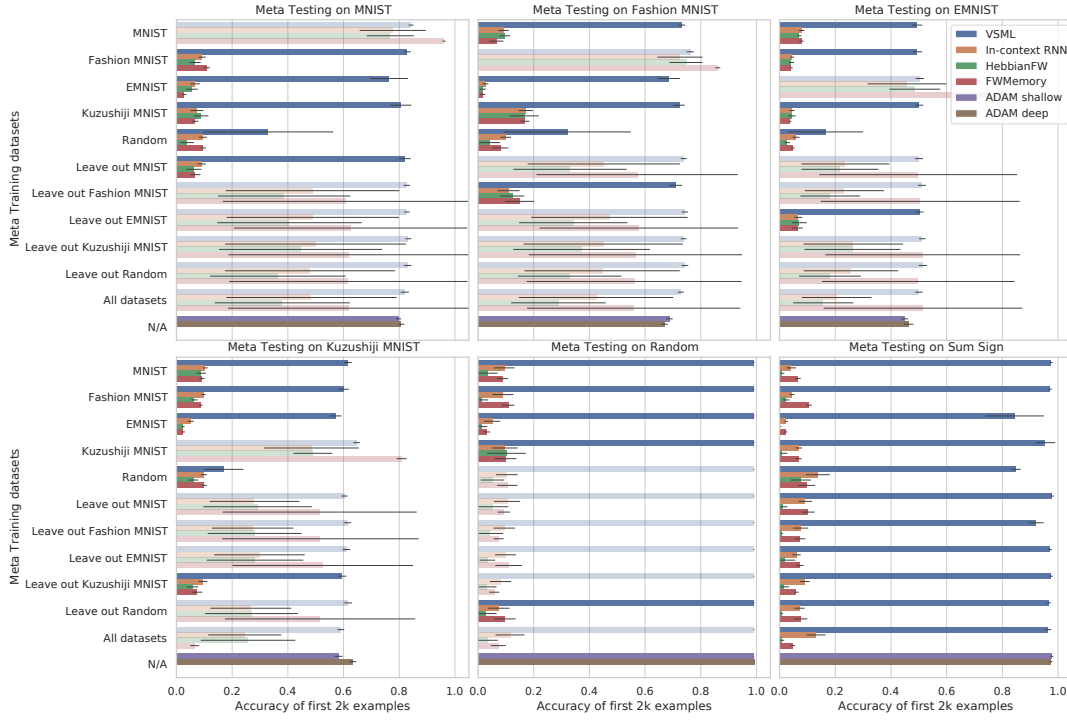 Meta Testing on MNIST
Meta Testing on Fashion MNIST
Meta Testing on EMNIST
Meta Training datasets
MNIST
Fashion MNIST
EMNIST
Kuzushiji MNIST
Random
Leave out MNIST
Leave out Fashion MNIST
Leave out EMNIST
Leave out Kuzushiji MNIST
Leave out Random
All datasets
N/A
VSML
In-context RNN
HebbianFW
FWMemory
ADAM shallow
ADAM deep
Meta Testing on Kuzushiji MNIST
Meta Testing on Random
Meta Testing on Sum Sign
Meta Training datasets
MNIST
Fashion MNIST
EMNIST
Kuzushiji MNIST
Random
Leave out MNIST
Leave out Fashion MNIST
Leave out EMNIST
Leave out Kuzushiji MNIST
Leave out Random
All datasets
N/A
0.0 0.2 0.4 0.6 0.8 1.0
0.0 0.2 0.4 0.6 0.8 1.0
0.0 0.2 0.4 0.6 0.8 1.0
Accuracy of first 2k examples
Accuracy of first 2k examples
Accuracy of first 2k examples